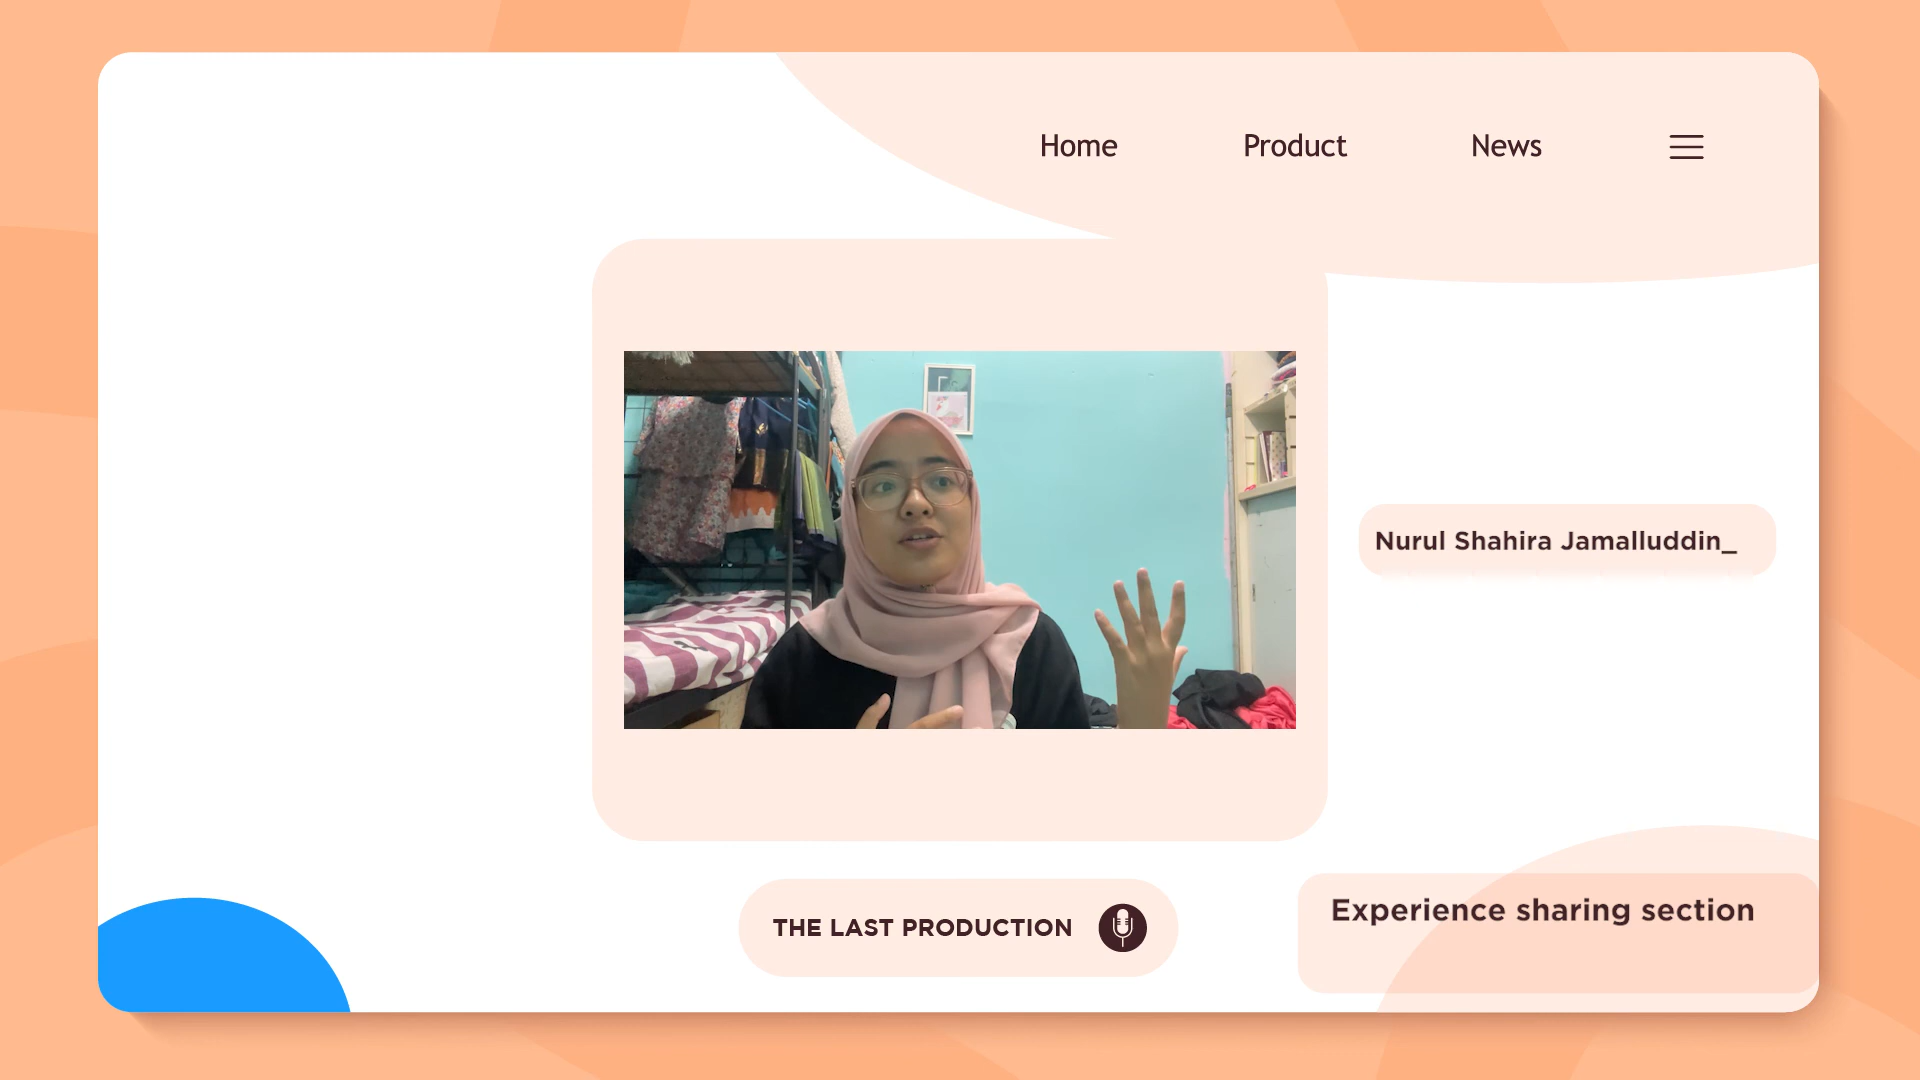 Home Product News
Nurul Shahira Jamalluddin_
THE LAST PRODUCTION
Experience sharing section